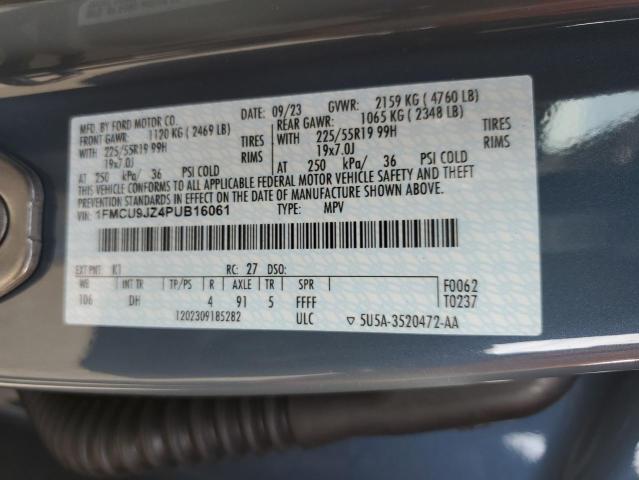 MFD. BY FORD MOTOR CO.
DATE: 09/23 GVWR: 2159 KG ( 4760 LB)
FRONT GAWR: 1120 KG ( 2469 LB) REAR GAWR: 1065 KG ( 2348 LB)
WITH 225/55R19 99H TIRES 225/55R19 99H TIRES
19x7.0J RIMS 19x7.0J RIMS
AT 250 kPa/ 36 PSI COLD AT 250 kPa/ 36 PSI COLD
THIS VEHICLE CONFORMS TO ALL APPLICABLE FEDERAL MOTOR VEHICLE SAFETY AND THEFT
PREVENTION STANDARDS IN EFFECT ON THE DATE OF MANUFACTURE SHOWN ABOVE.
1FMCU9JZ4PUB16061 TYPE: MPV
EXT PNT: K1 RC: 27 DSO:
WB INT TR TP/PS R AXLE TR SPR F0062
106 DH 4 91 5 FFFF T0237
1202309185282 ULC ▽ 5U5A-3520472-AA